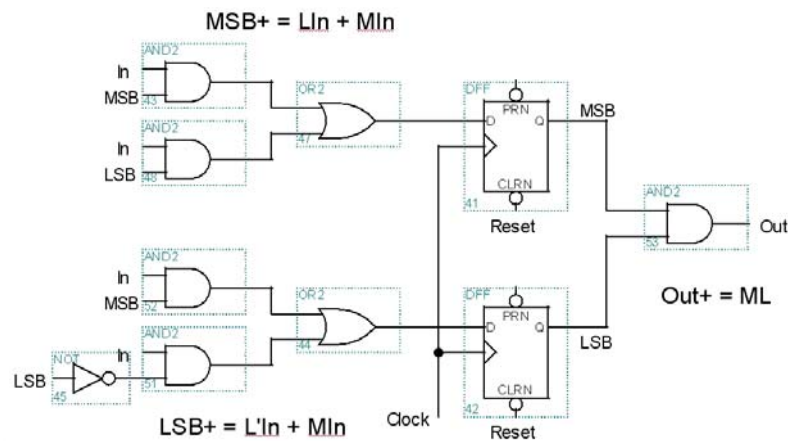 MSB+ = LIn + MIn
AND2
In
MSB
43
OR2
47
DFF
PRN
D
Q
CLRN
41
MSB
AND2
In
LSB
48
Reset
AND2
53
Out
Out+ = ML
AND2
In
MSB
52
OR2
44
DFF
PRN
D
Q
CLRN
42
LSB
AND2
In
51
NOT
LSB
45
Clock
Reset
LSB+ = L'In + MIn